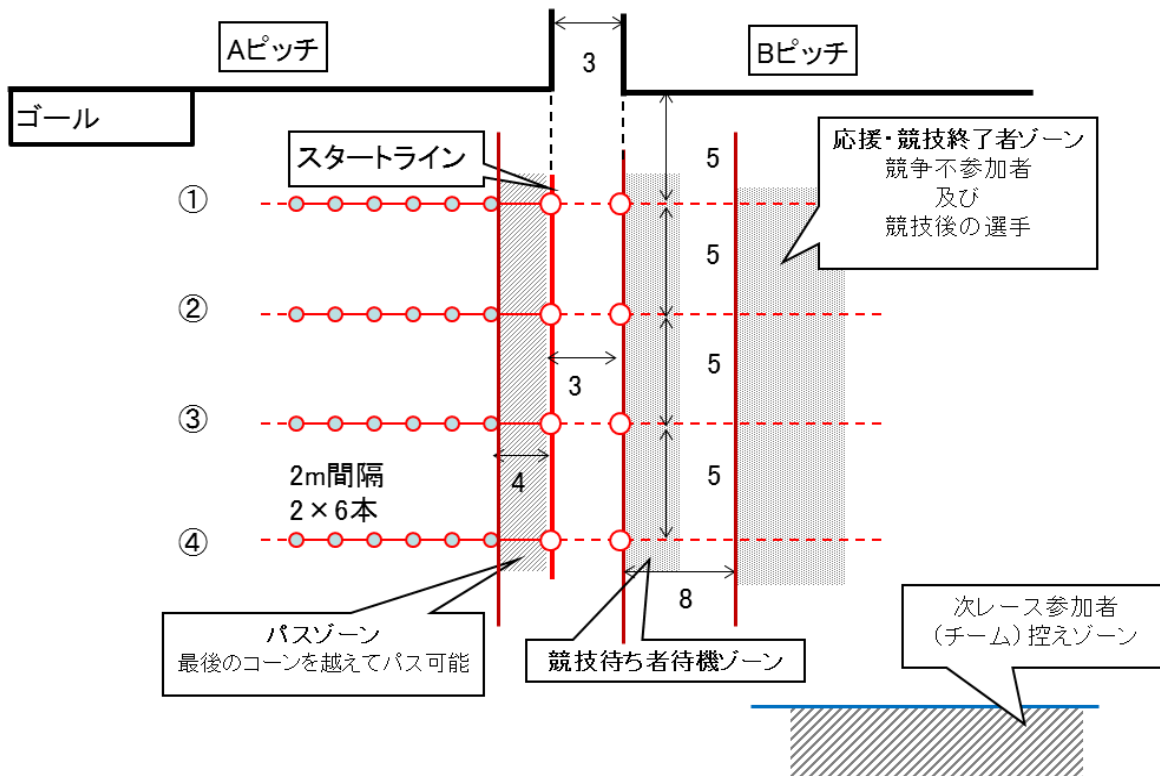 Aピッチ
3
Bピッチ
ゴール
スタートライン
5
応援・競技終了者ゾーン
競争不参加者
及び
競技後の選手
①
5
②
3
5
③
2m間隔
2×6本
4
5
④
8
パスゾーン
最後のコーンを越えてパス可能
競技待ち者待機ゾーン
次レース参加者
(チーム)控えゾーン